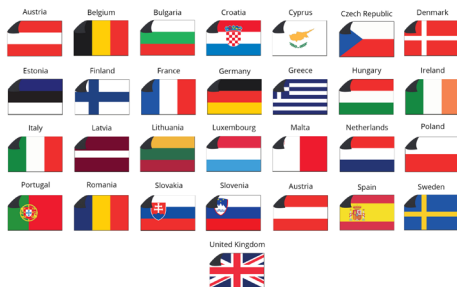 Austria Belgium Bulgaria Croatia Cyprus Czech Republic Denmark
Estonia Finland France Germany Greece Hungary Ireland
Italy Latvia Lithuania Luxembourg Malta Netherlands Poland
Portugal Romania Slovakia Slovenia Austria Spain Sweden
United Kingdom